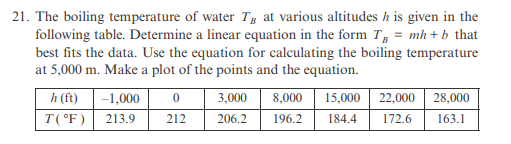 21. The boiling temperature of water T_B at various altitudes h is given in the
following table. Determine a linear equation in the form T_B = mh + b that
best fits the data. Use the equation for calculating the boiling temperature
at 5,000 m. Make a plot of the points and the equation.
h (ft) −1,000 0 3,000 8,000 15,000 22,000 28,000
T (°F) 213.9 212 206.2 196.2 184.4 172.6 163.1